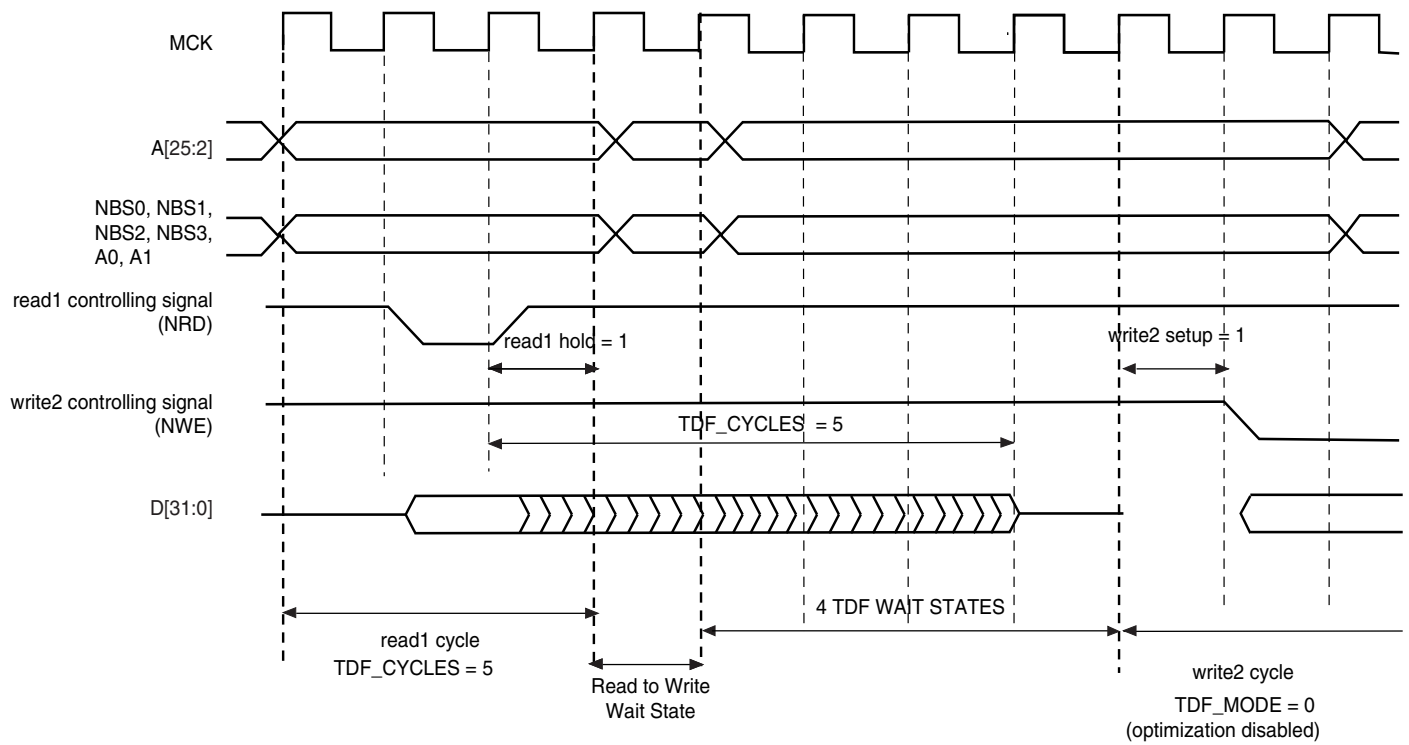 MCK
A[25:2]
NBS0, NBS1,
NBS2, NBS3,
A0, A1
read1 controlling signal
(NRD)
read1 hold = 1
write2 setup = 1
write2 controlling signal
(NWE)
TDF_CYCLES = 5
D[31:0]
4 TDF WAIT STATES
read1 cycle
TDF_CYCLES = 5
Read to Write
Wait State
write2 cycle
TDF_MODE = 0
(optimization disabled)